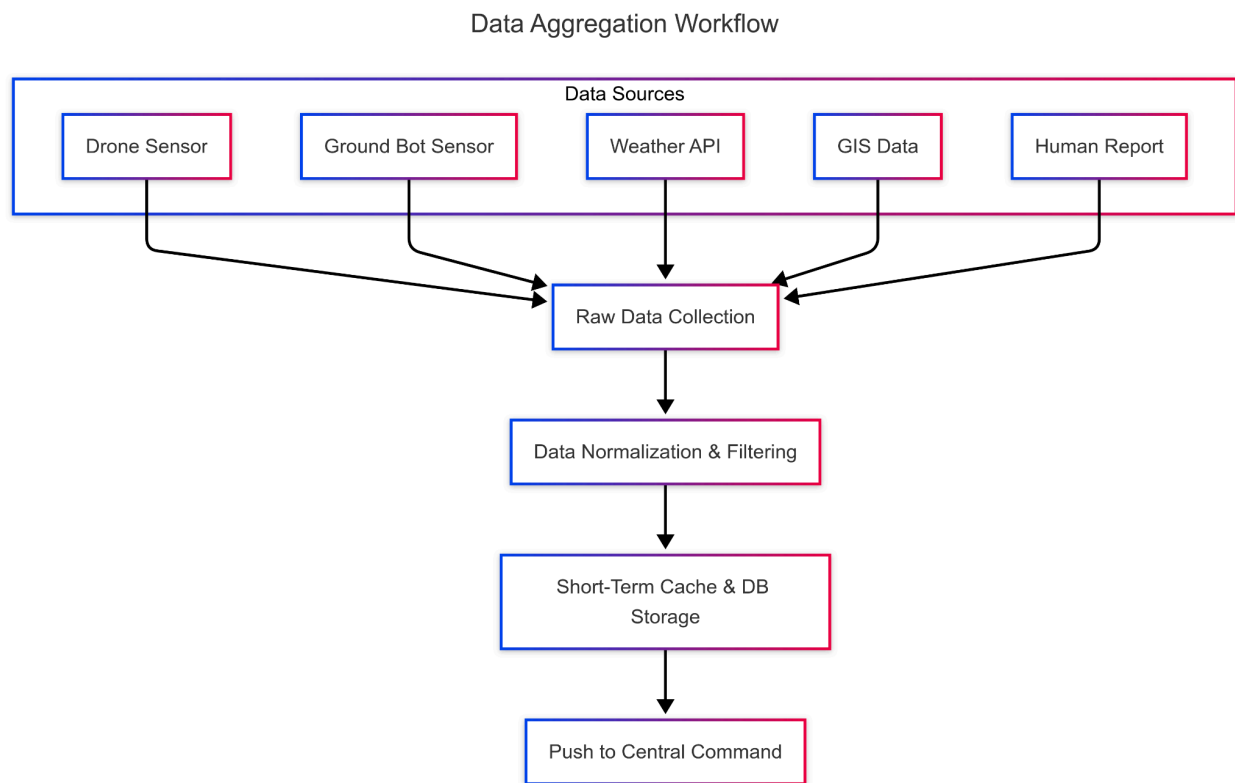 Data Aggregation Workflow
Data Sources
Drone Sensor
Ground Bot Sensor
Weather API
GIS Data
Human Report
Raw Data Collection
Data Normalization & Filtering
Short-Term Cache & DB
Storage
Push to Central Command